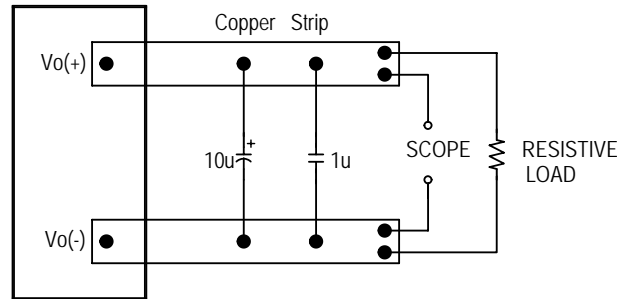 Copper Strip
Vo(+)
+
10u
1u
SCOPE
RESISTIVE
LOAD
Vo(-)